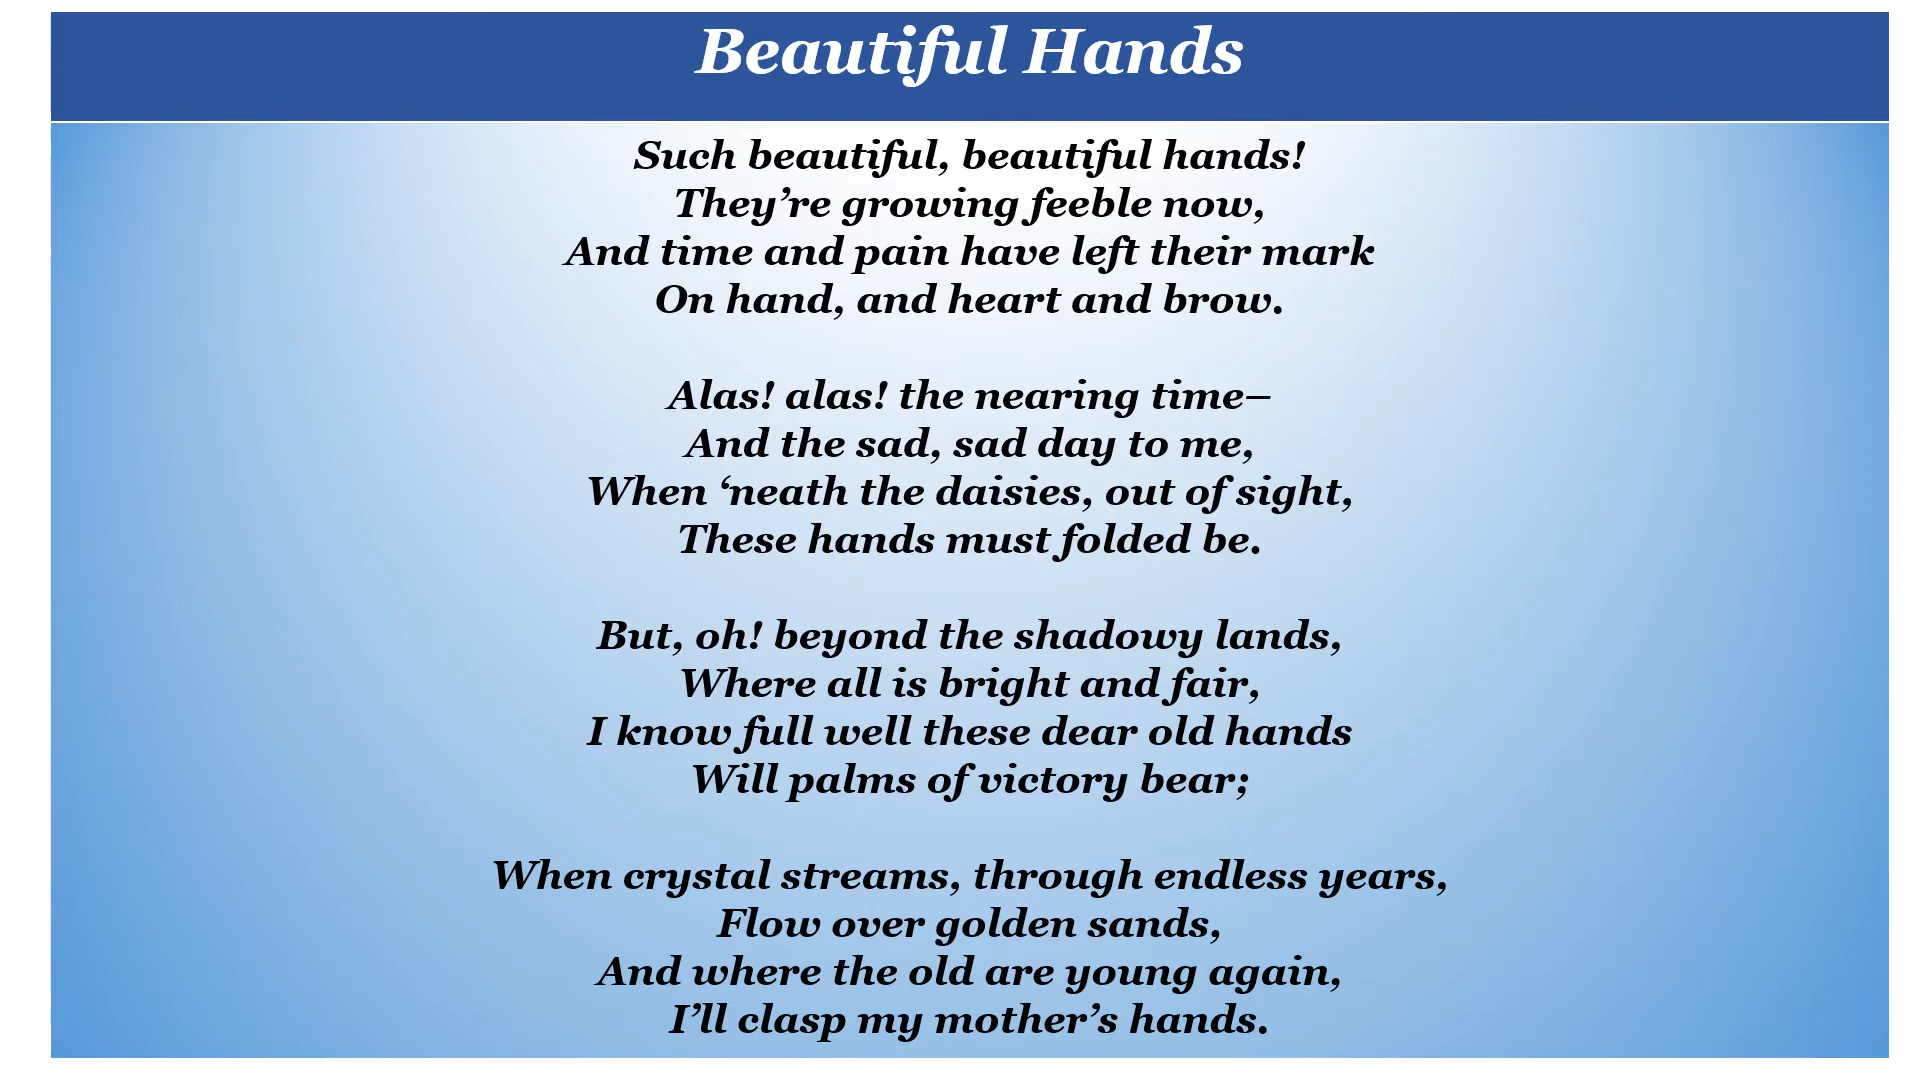 Beautiful Hands
Such beautiful, beautiful hands!
They’re growing feeble now,
And time and pain have left their mark
On hand, and heart and brow.
Alas! alas! the nearing time–
And the sad, sad day to me,
When ‘neath the daisies, out of sight,
These hands must folded be.
But, oh! beyond the shadowy lands,
Where all is bright and fair,
I know full well these dear old hands
Will palms of victory bear;
When crystal streams, through endless years,
Flow over golden sands,
And where the old are young again,
I’ll clasp my mother’s hands.